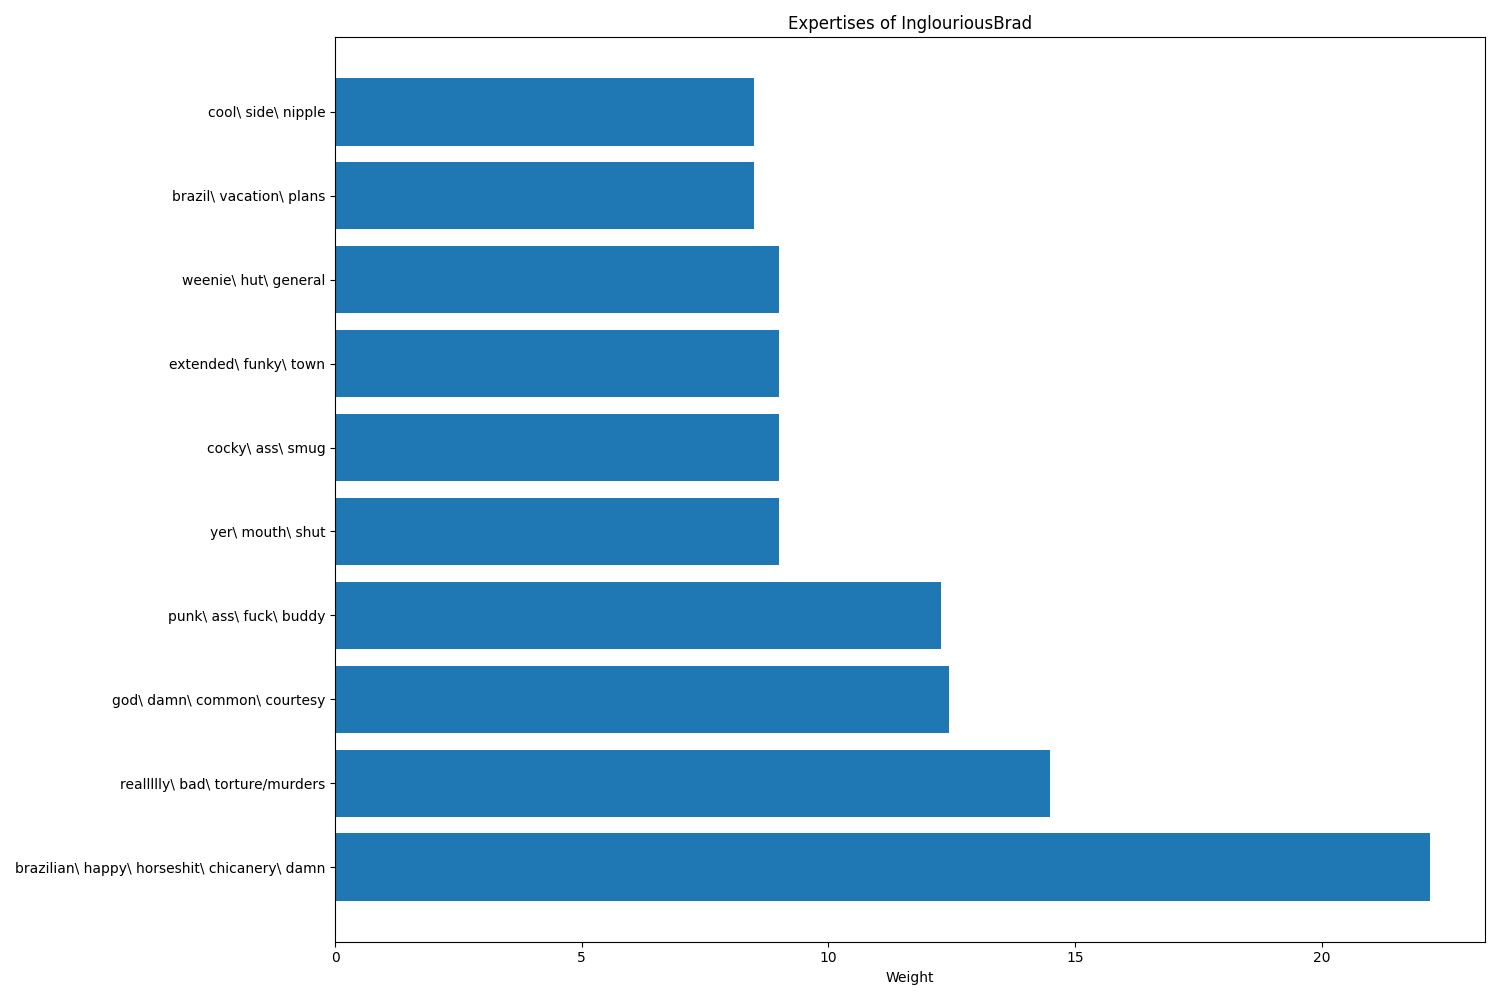 Expertises of InglouriousBrad
cool\ side\ nipple
brazil\ vacation\ plans
weenie\ hut\ general
extended\ funky\ town
cocky\ ass\ smug
yer\ mouth\ shut
punk\ ass\ fuck\ buddy
god\ damn\ common\ courtesy
reallllly\ bad\ torture/murders
brazilian\ happy\ horseshit\ chicanery\ damn
0 5 10 15 20
Weight